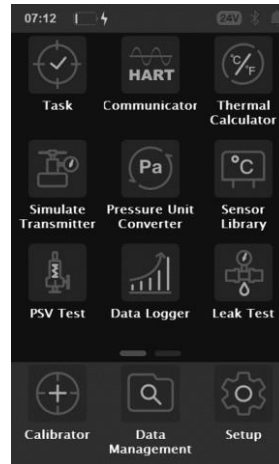 07:12 24V
Task HART Communicator °C/°F Thermal
Calculator
Simulate
Transmitter Pa Pressure Unit
Converter °C Sensor
Library
PSV Test Data Logger Leak Test
Calibrator Data
Management Setup